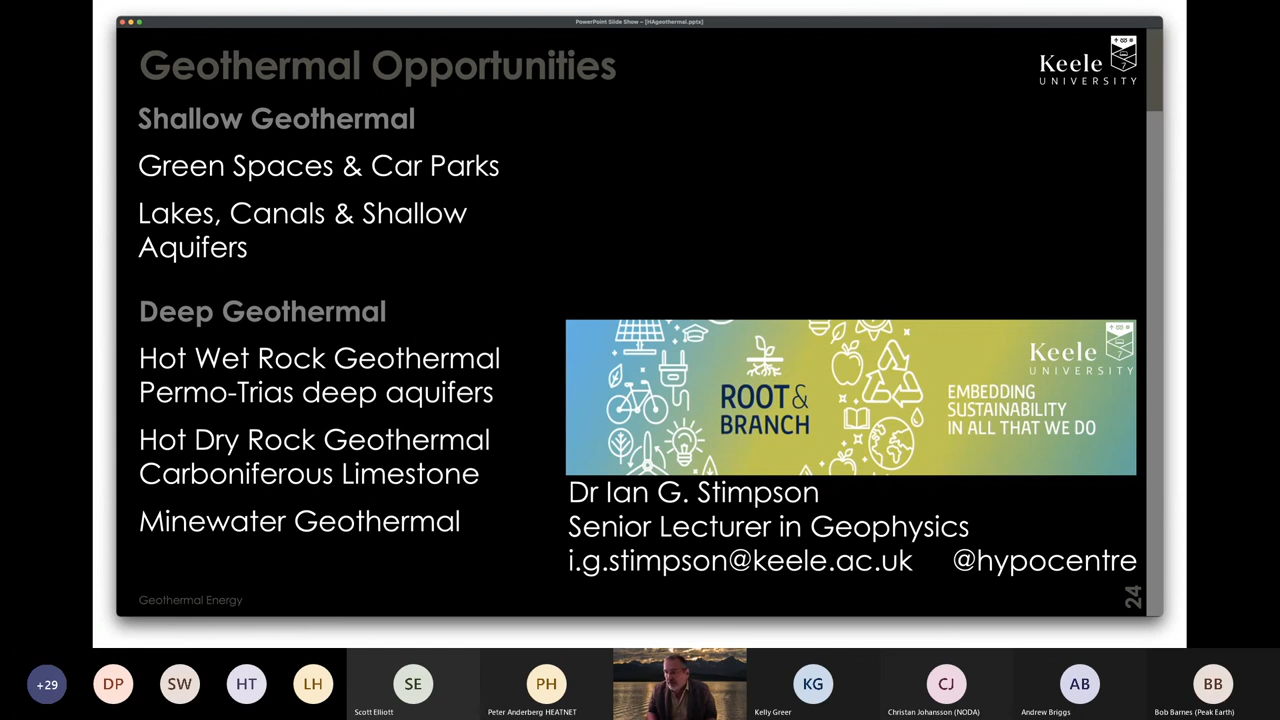 PowerPoint Slide Show – [HAgeothermal.pptx]
Geothermal Opportunities
Keele
UNIVERSITY
Shallow Geothermal
Green Spaces & Car Parks
Lakes, Canals & Shallow
Aquifers
Deep Geothermal
Hot Wet Rock Geothermal
Permo-Trias deep aquifers
Hot Dry Rock Geothermal
Carboniferous Limestone
Minewater Geothermal
Keele
UNIVERSITY
ROOT&
BRANCH
EMBEDDING
SUSTAINABILITY
IN ALL THAT WE DO
Dr Ian G. Stimpson
Senior Lecturer in Geophysics
i.g.stimpson@keele.ac.uk @hypocentre
Geothermal Energy
24
+29
DP
SW
HT
LH
SE
Scott Elliott
PH
Peter Anderberg HEATNET
KG
Kelly Greer
CJ
Christan Johansson (NODA)
AB
Andrew Briggs
BB
Bob Barnes (Peak Earth)